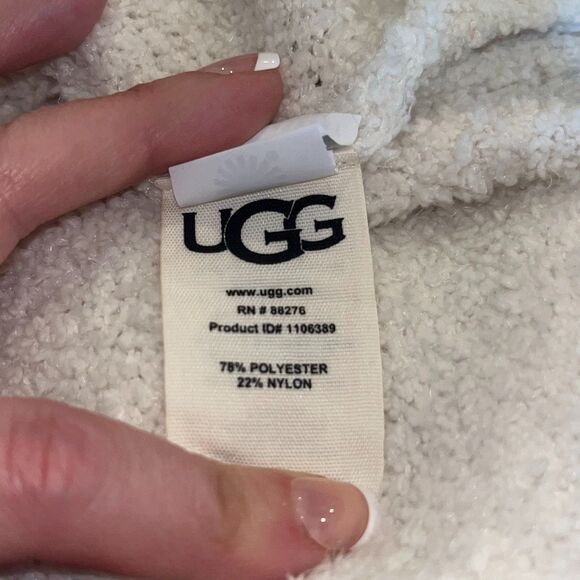 UGG
www.ugg.com
RN # 88276
Product ID# 1106389
78% POLYESTER
22% NYLON